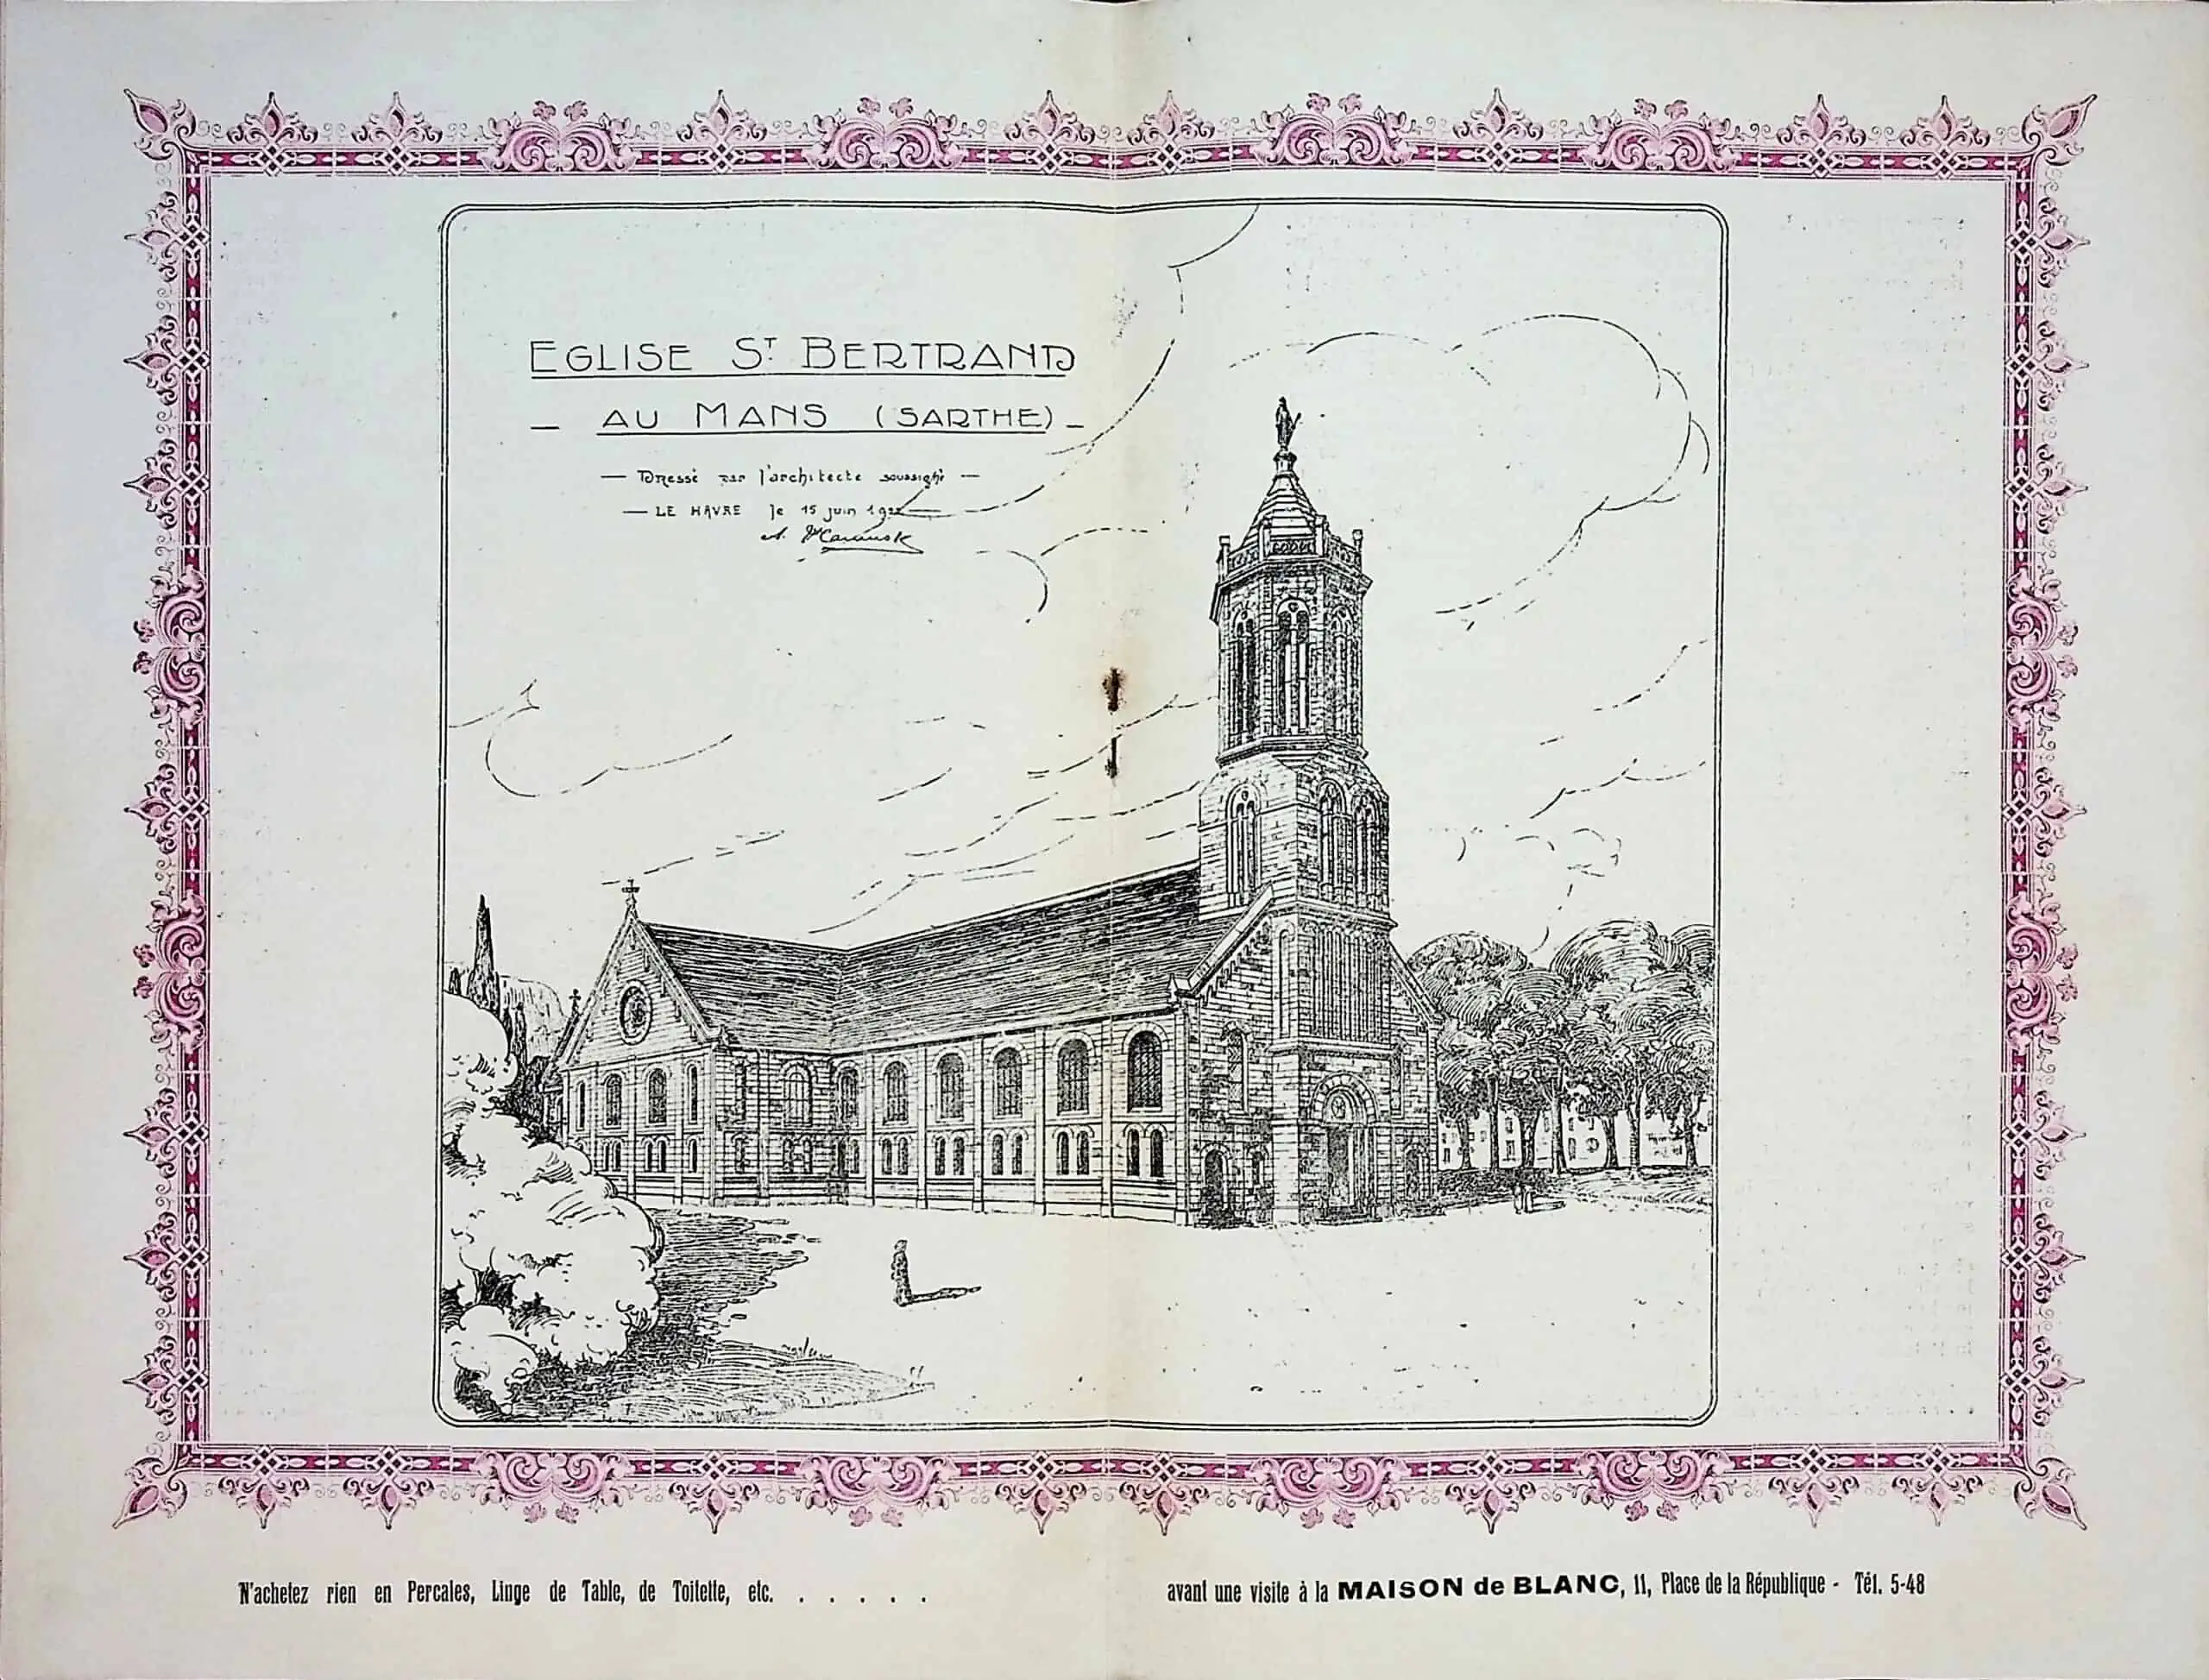 EGLISE ST BERTRAND
— AU MANS (SARTHE) —
— Dressé par l'architecte soussigné —
— LE HAVRE le 15 juin 192
N'achetez rien en Percales, Linge de Table, de Toilette, etc. . . . . . avant une visite à la MAISON de BLANC, 11, Place de la République - Tél. 5-48